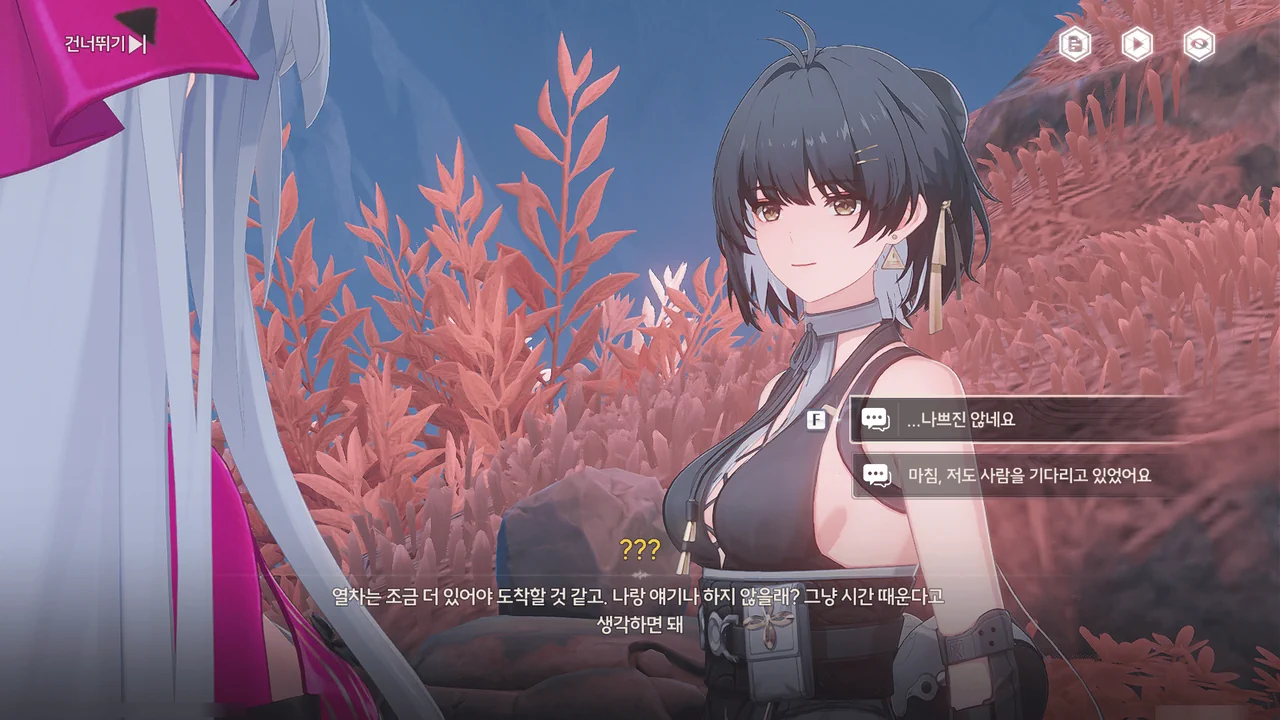 건너뛰기
F
...나쁘진 않네요
마침, 저도 사람을 기다리고 있었어요
???
열차는 조금 더 있어야 도착할 것 같고. 나랑 얘기나 하지 않을래? 그냥 시간 때운다고
생각하면 돼